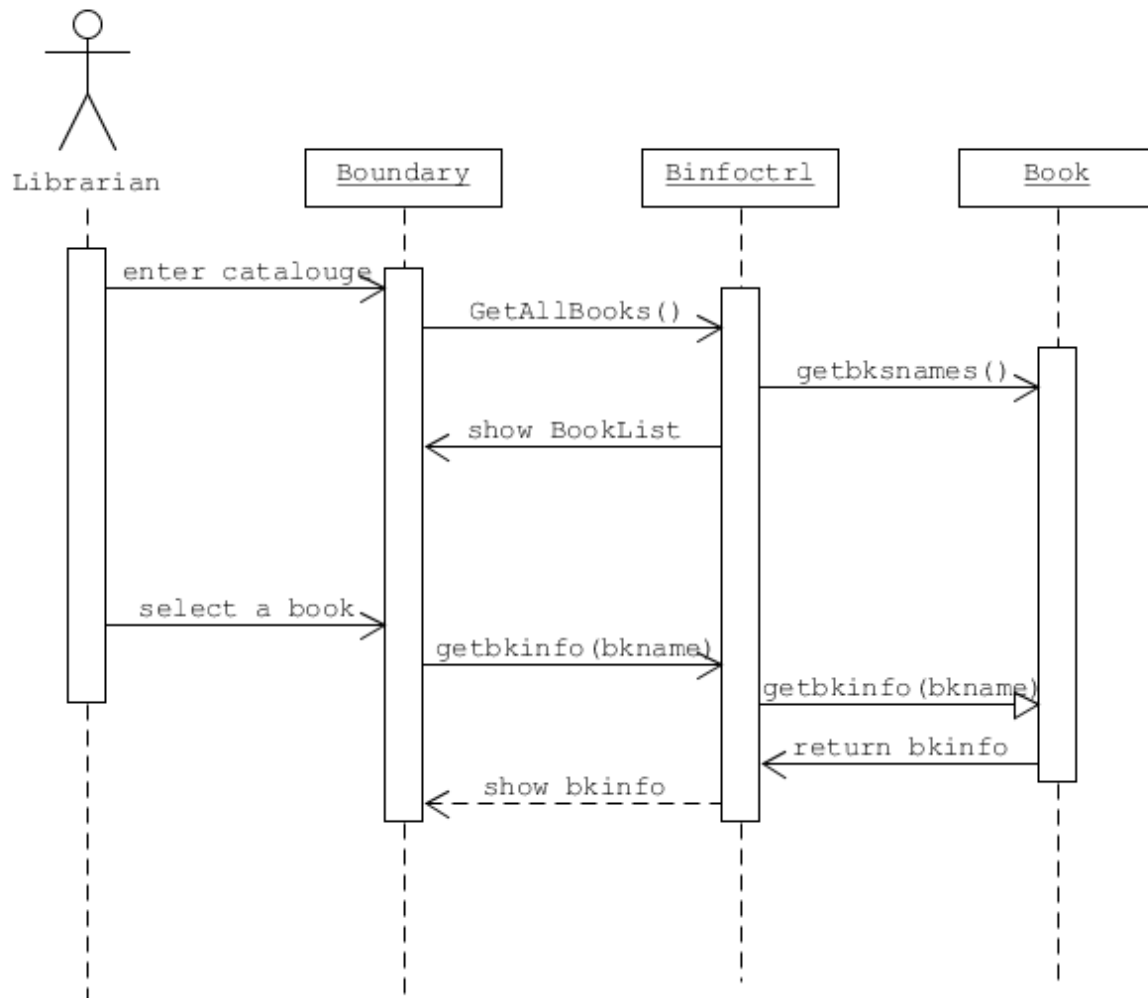 Librarian
Boundary
Binfoctrl
Book
enter catalouge
GetAllBooks()
getbksnames()
show BookList
select a book
getbkinfo(bkname)
getbkinfo(bkname)
return bkinfo
show bkinfo